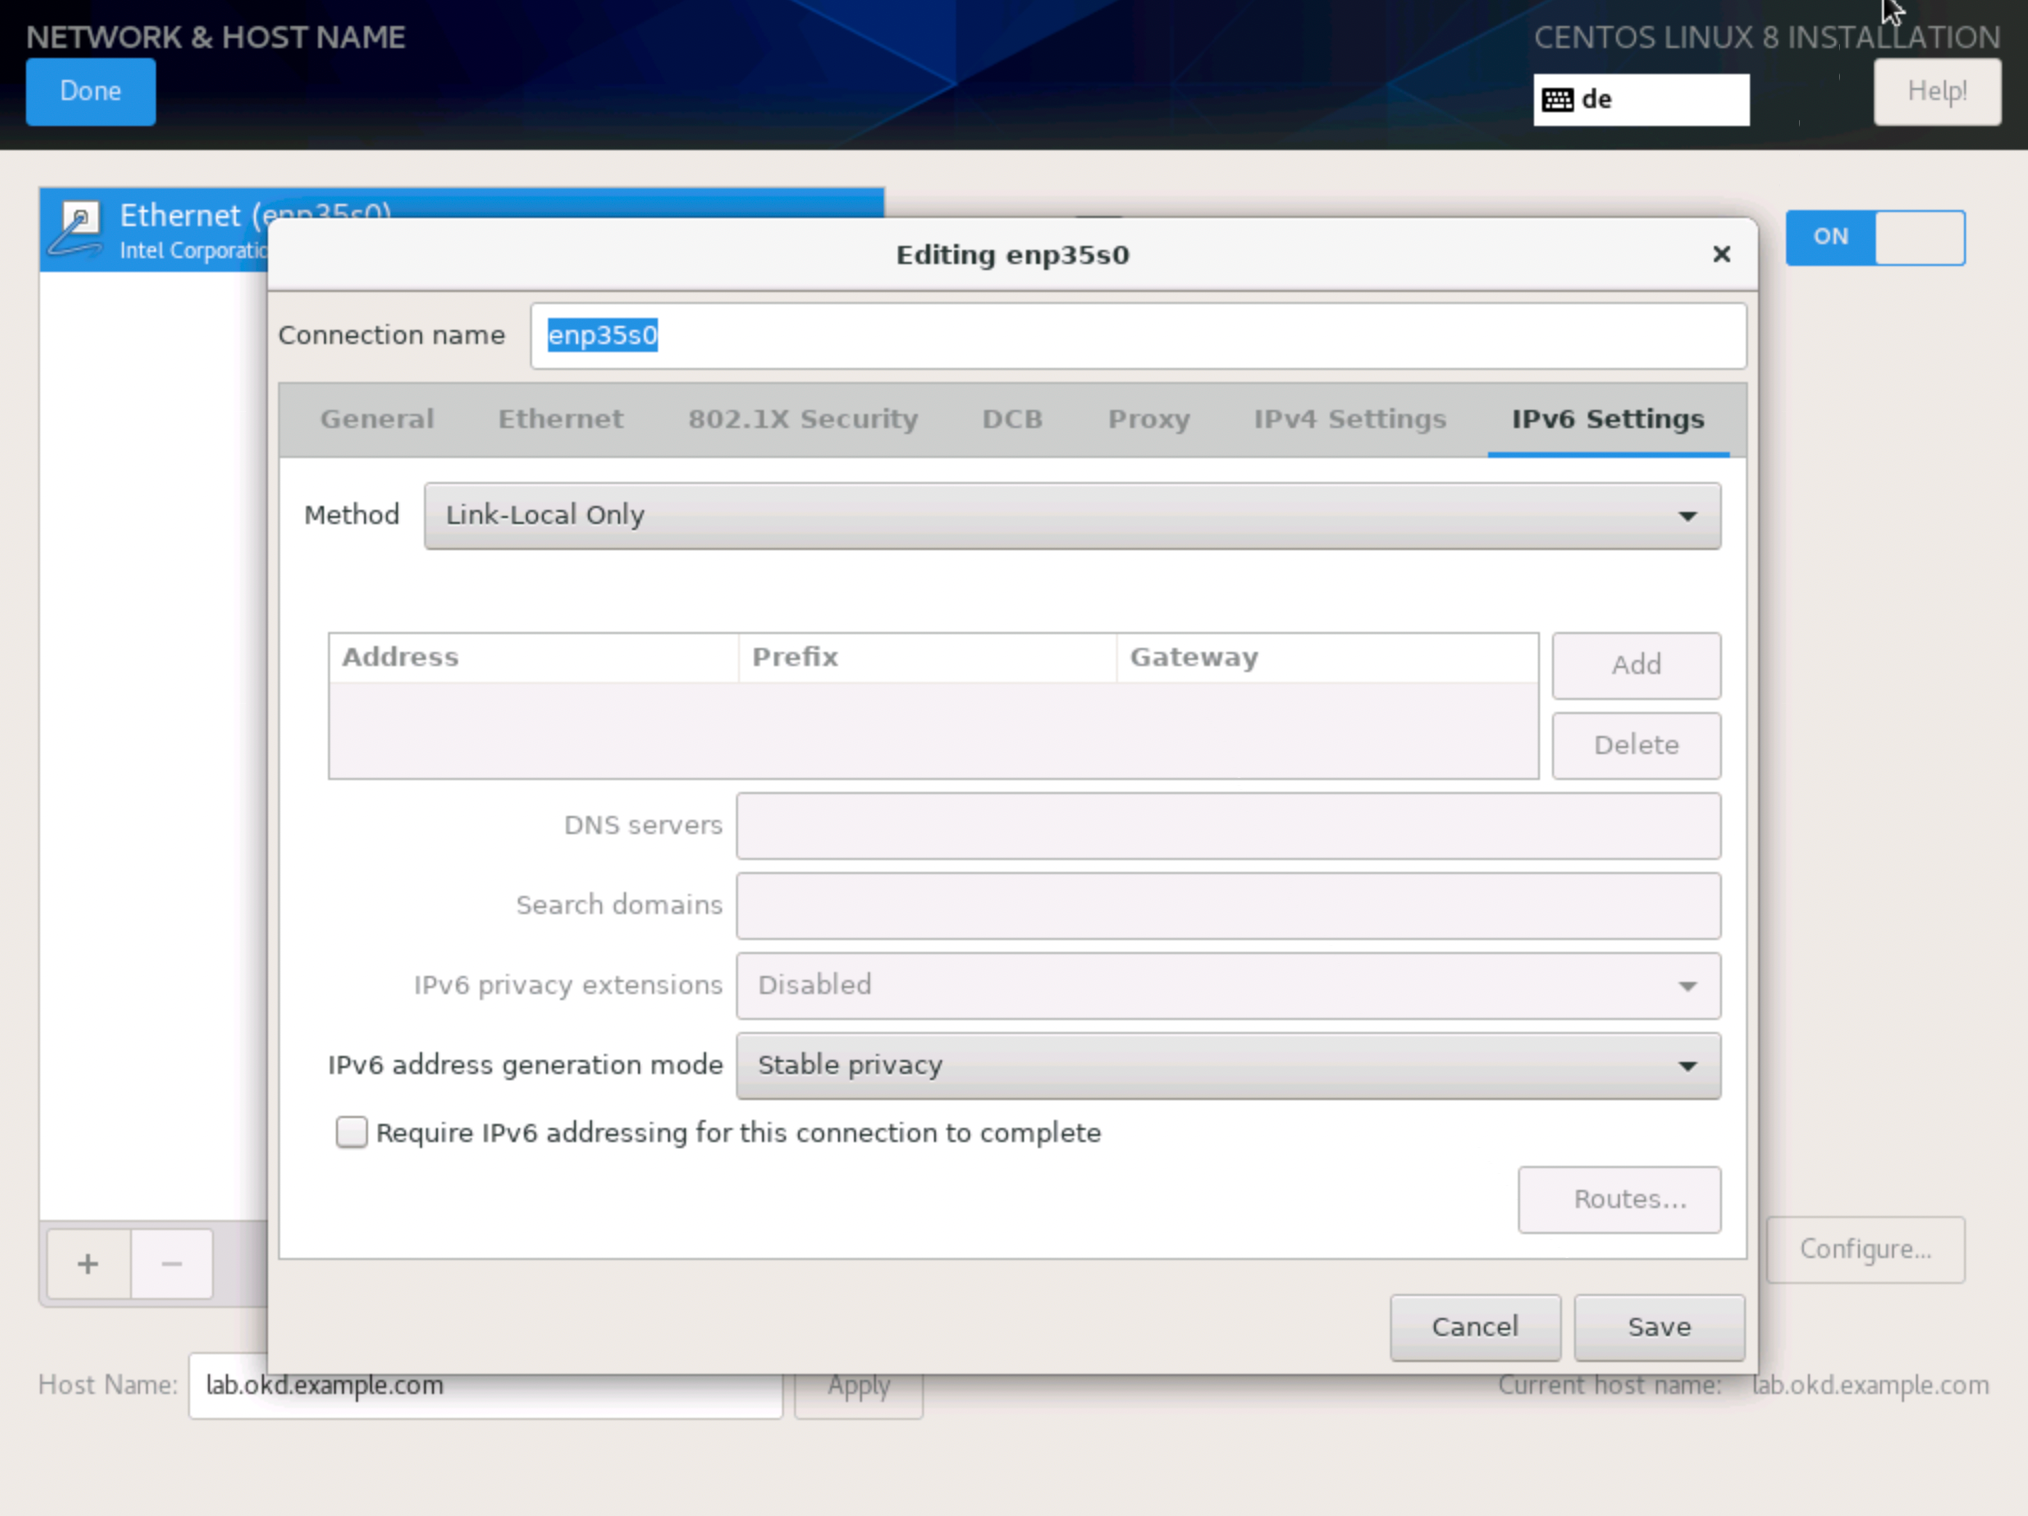 NETWORK & HOST NAME
CENTOS LINUX 8 INSTALLATION
Done
de
Help!
Ethernet (enp35s0)
Intel Corporatio
ON
Editing enp35s0
Connection name enp35s0
General Ethernet 802.1X Security DCB Proxy IPv4 Settings IPv6 Settings
Method Link-Local Only
Address Prefix Gateway
Add
Delete
DNS servers
Search domains
IPv6 privacy extensions Disabled
IPv6 address generation mode Stable privacy
Require IPv6 addressing for this connection to complete
Routes...
+ − Configure...
Cancel Save
Host Name: lab.okd.example.com Apply Current host name: lab.okd.example.com